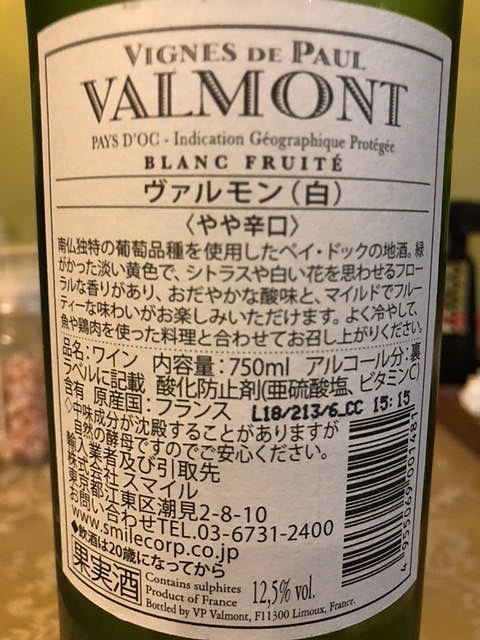 VIGNES DE PAUL
VALMONT
PAYS D'OC - Indication Géographique Protégée
BLANC FRUITÉ
ヴァルモン(白)
〈やや辛口〉
南仏独特の葡萄品種を使用したペイ・ドックの地酒。緑
がかった淡い黄色で、シトラスや白い花を思わせるフロー
ラルな香りがあり、おだやかな酸味と、マイルドでフルー
ティーな味わいがお楽しみいただけます。よく冷やして、
魚や鶏肉を使った料理と合わせてお召し上がりください。
品名:ワイン 内容量:750ml アルコール分:裏
ラベルに記載 酸化防止剤(亜硫酸塩、ビタミンC)
含有 原産国:フランス L18/213/6_CC 15:15
◇中味成分が沈殿することがありますが
自然の酵母ですのでご安心ください。
輸入業者及び引取先
株式会社スマイル
東京都江東区潮見2-8-10
お問い合わせTEL.03-6731-2400
www.smilecorp.co.jp
◆飲酒は20歳になってから
果実酒
Contains sulphites
Product of France
12,5% vol.
Bottled by VP Valmont, F11300 Limoux, France.
4 955069 001481